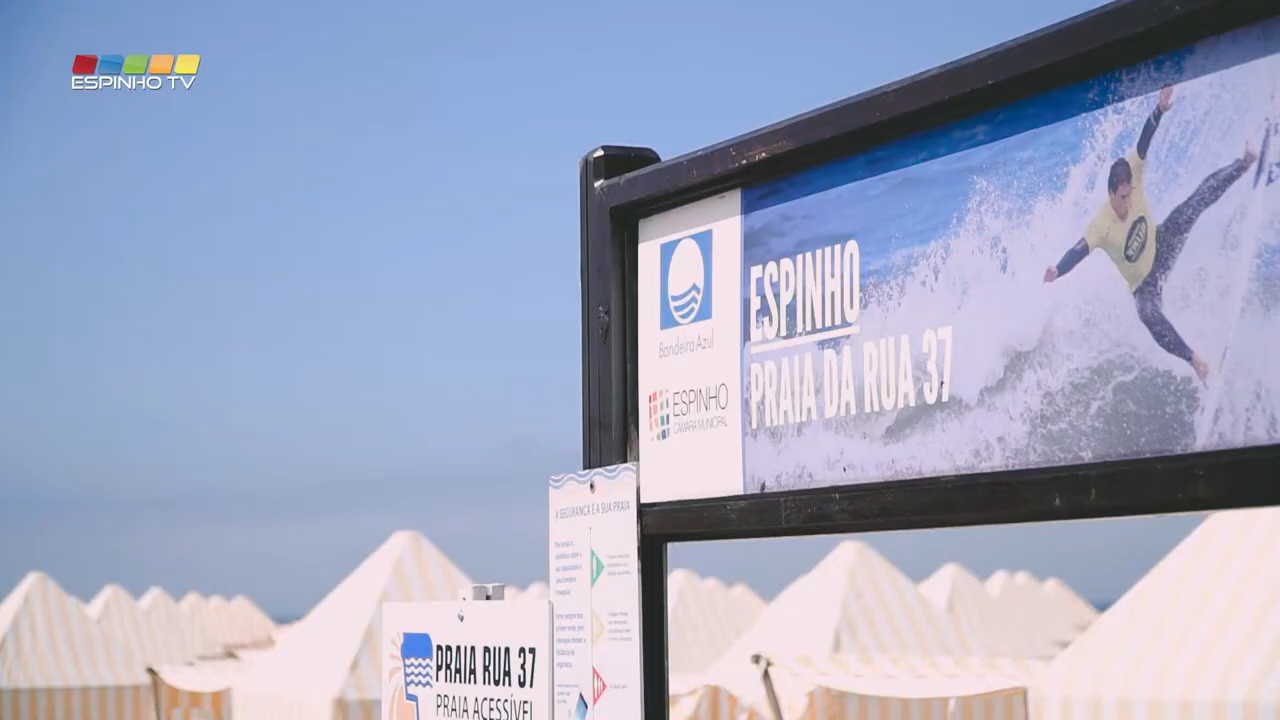 ESPINHO TV
Bandeira Azul
ESPINHO
CÂMARA MUNICIPAL
ESPINHO
PRAIA DA RUA 37
A SEGURANÇA É A SUA PRAIA
PRAIA RUA 37
PRAIA ACESSÍVEL